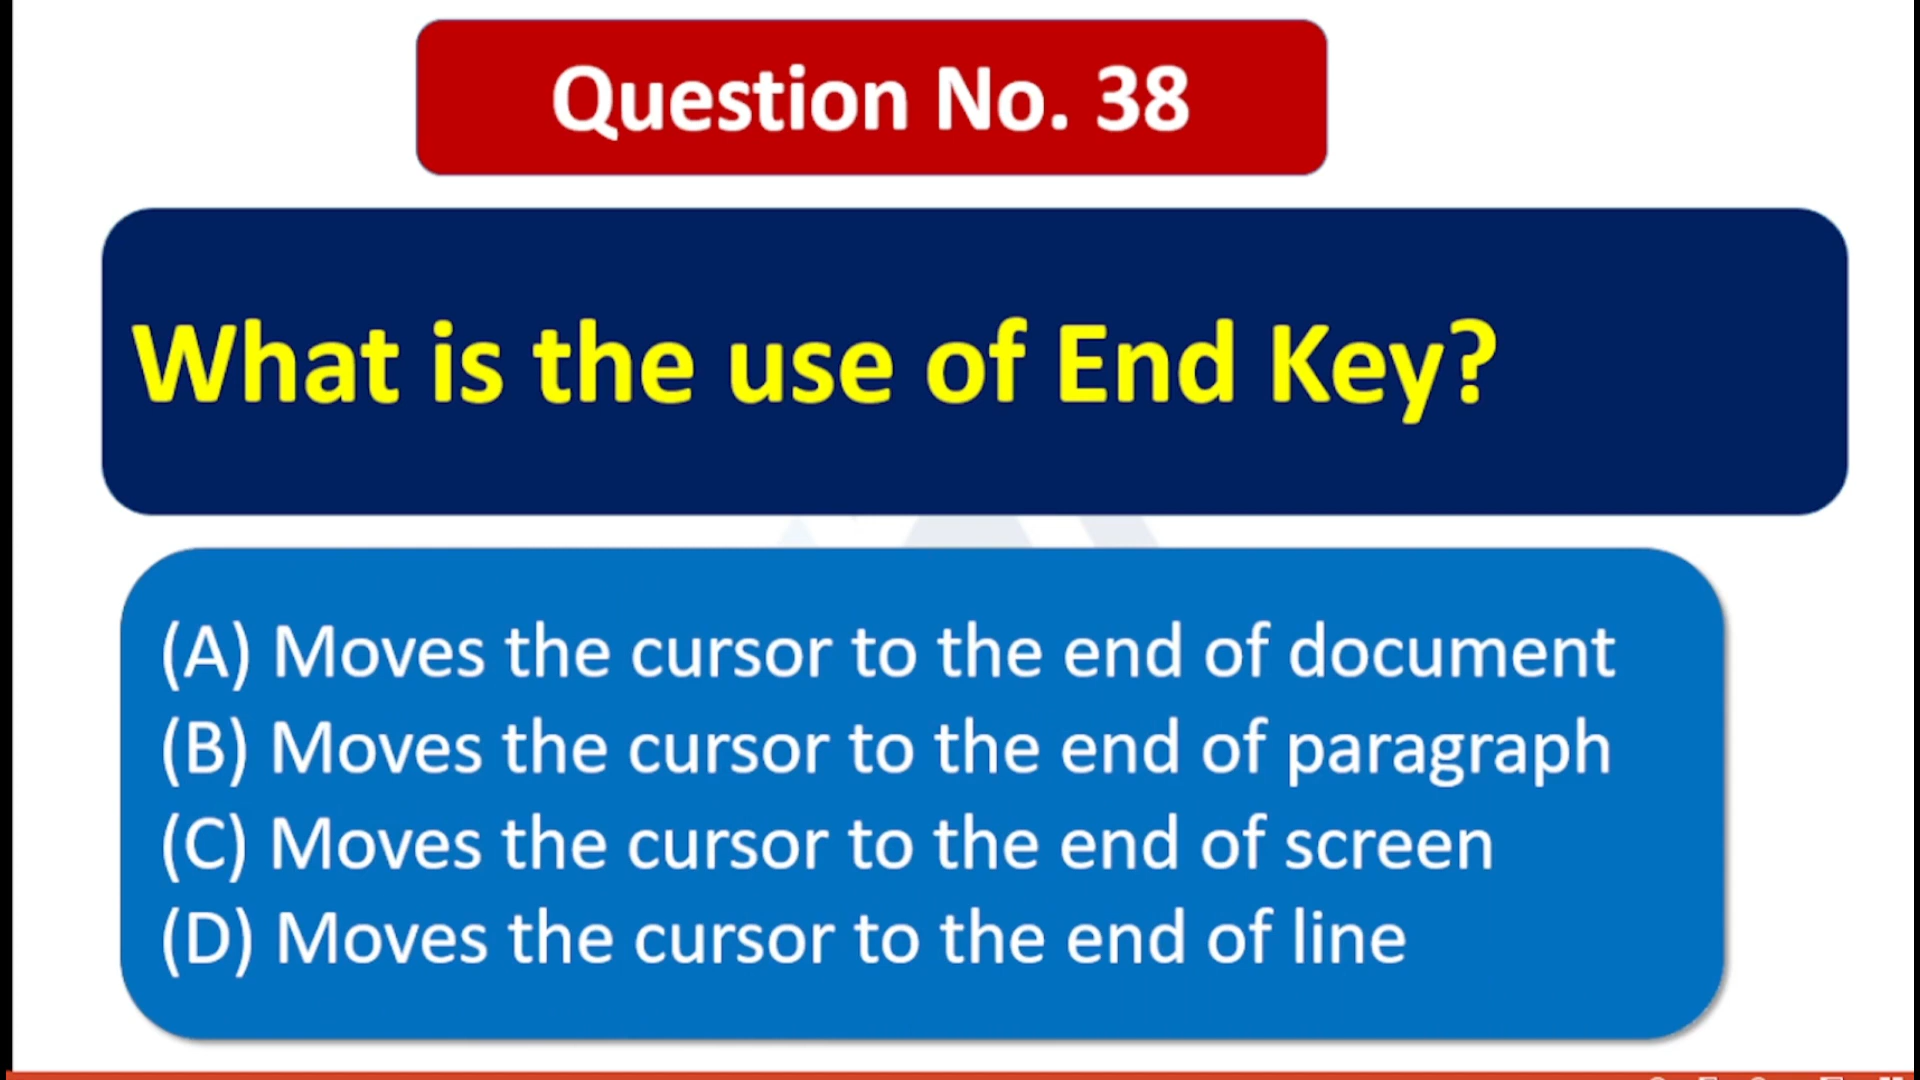 Question No. 38
What is the use of End Key?
(A) Moves the cursor to the end of document
(B) Moves the cursor to the end of paragraph
(C) Moves the cursor to the end of screen
(D) Moves the cursor to the end of line